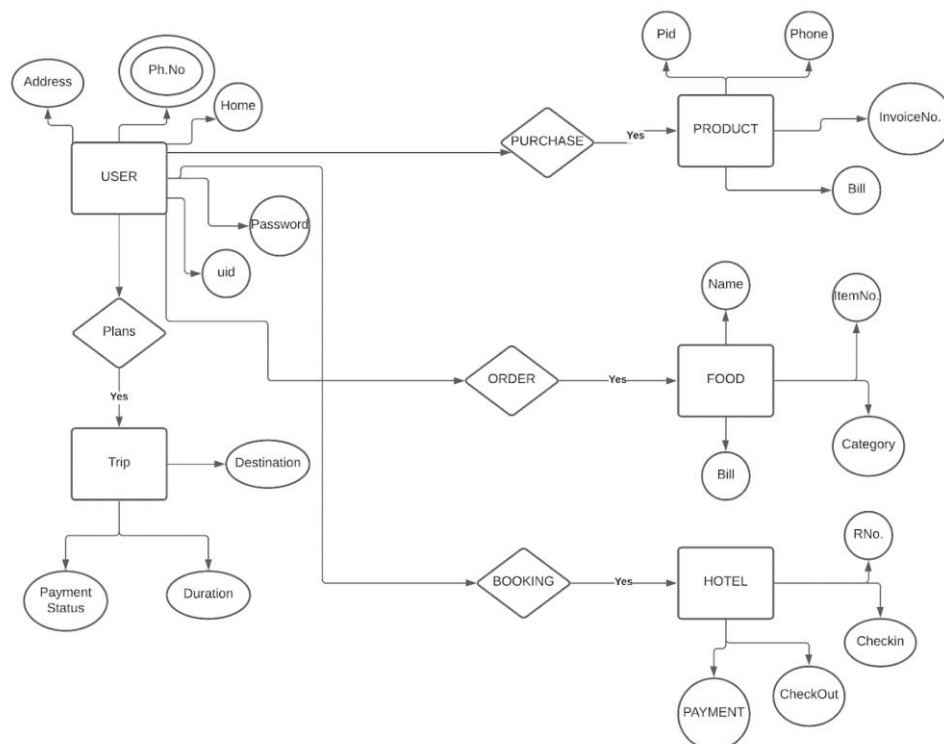 Pid
Phone
Address
Ph.No
Home
InvoiceNo.
PURCHASE
Yes
PRODUCT
USER
Bill
Password
uid
Name
ItemNo.
Plans
ORDER
Yes
FOOD
Yes
Category
Trip
Destination
Bill
RNo.
BOOKING
Yes
HOTEL
Payment
Status
Duration
Checkin
CheckOut
PAYMENT